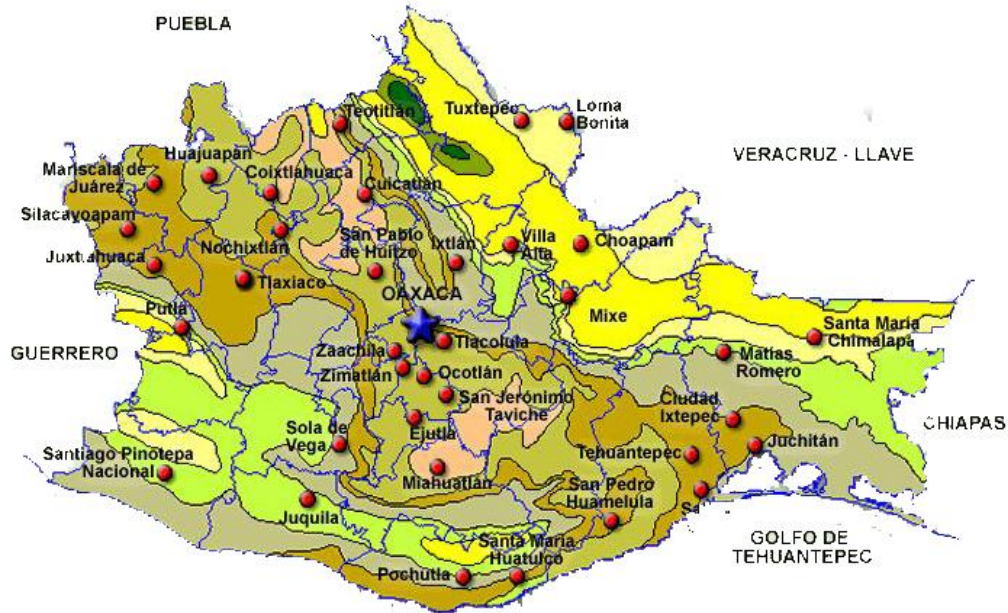 PUEBLA
Teotitlán
Tuxtepec
Loma
Bonita
VERACRUZ - LLAVE
Huajuapán
Mariscala de
Juárez
Coixtlahuaca
Cuicatlán
Silacayoapam
Nochixtlán
San Pablo
de Huitzo
Ixtlán
Villa
Alta
Choapam
Juxtlahuaca
Tlaxiaco
OAXACA
Mixe
Putla
GUERRERO
Zaachila
Tlacolula
Santa María
Chimalapa
Zimatlán
Ocotlán
Matías
Romero
San Jerónimo
Taviche
Ciudad
Ixtepec
CHIAPAS
Sola de
Vega
Ejutla
Juchitán
Santiago Pinotepa
Nacional
Tehuantepec
Miahuatlán
San Pedro
Huamelula
Sa
Juquila
GOLFO DE
TEHUANTEPEC
Santa María
Huatulco
Pochutla